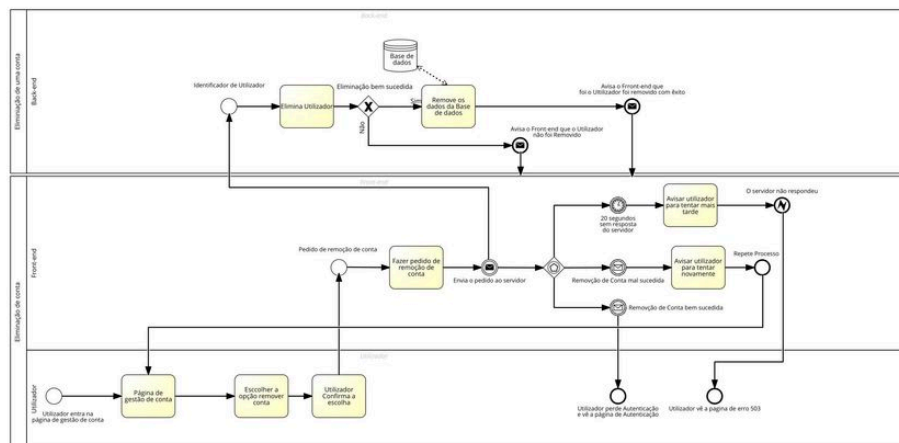 Back-end
Eliminação de uma conta
Back-end
Base de
dados
Identificador de Utilizador
Elimina Utilizador
Eliminação bem sucedida
Sim
Não
Remove os
dados da Base
de dados
Avisa o Frront-end que
foi o Utilizador foi removido com êxito
Avisa o Front-end que o Utilizador
não foi Removido
Front-end
Eliminação de conta
Front-end
Pedido de remoção de conta
Fazer pedido de
remoção de
conta
Envia o pedido ao servidor
20 segundos
sem resposta
do servidor
Avisar utilizador
para tentar mais
tarde
O servidor não respondeu
Removção de Conta mal sucedida
Avisar utilizador
para tentar
novamente
Repete Processo
Removção de Conta bem sucedida
Utilizador
Utilizador
Utilizador entra na
página de gestão de conta
Página de
gestão de conta
Esccolher a
opção remover
conta
Utilizador
Confirma a
escolha
Utilizador perde Autenticação
e vê a página de Autenticação
Utilizador vê a pagina de erro 503